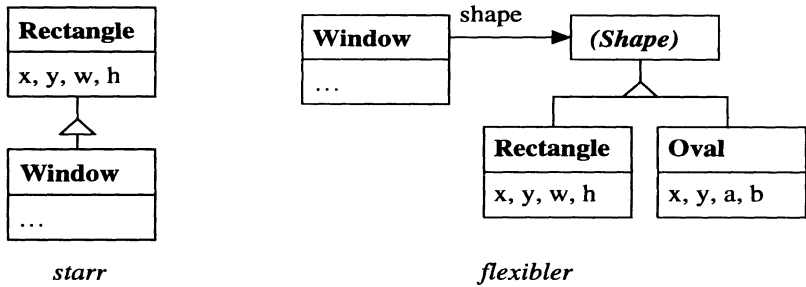 Rectangle
x, y, w, h
Window
...
starr
Window
...
shape
(Shape)
Rectangle
x, y, w, h
Oval
x, y, a, b
flexibler